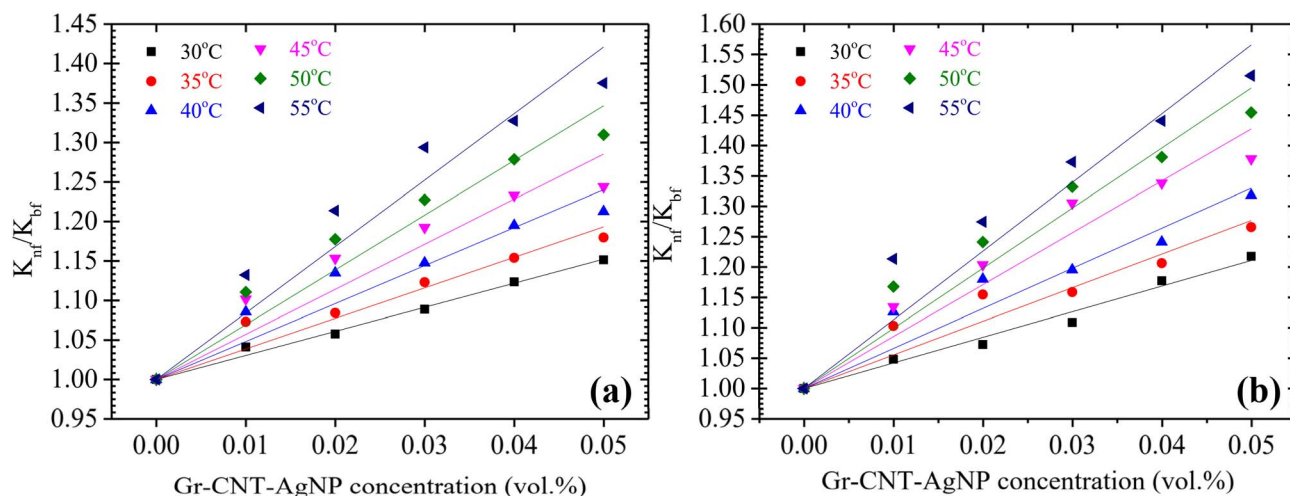 1.45
1.40
1.35
1.30
1.25
1.20
1.15
1.10
1.05
1.00
0.95
K_nf/K_bf
30°C 45°C
35°C 50°C
40°C 55°C
(a)
0.00 0.01 0.02 0.03 0.04 0.05
Gr-CNT-AgNP concentration (vol.%)
1.60
1.55
1.50
1.45
1.40
1.35
1.30
1.25
1.20
1.15
1.10
1.05
1.00
0.95
K_nf/K_bf
30°C 45°C
35°C 50°C
40°C 55°C
(b)
0.00 0.01 0.02 0.03 0.04 0.05
Gr-CNT-AgNP concentration (vol.%)